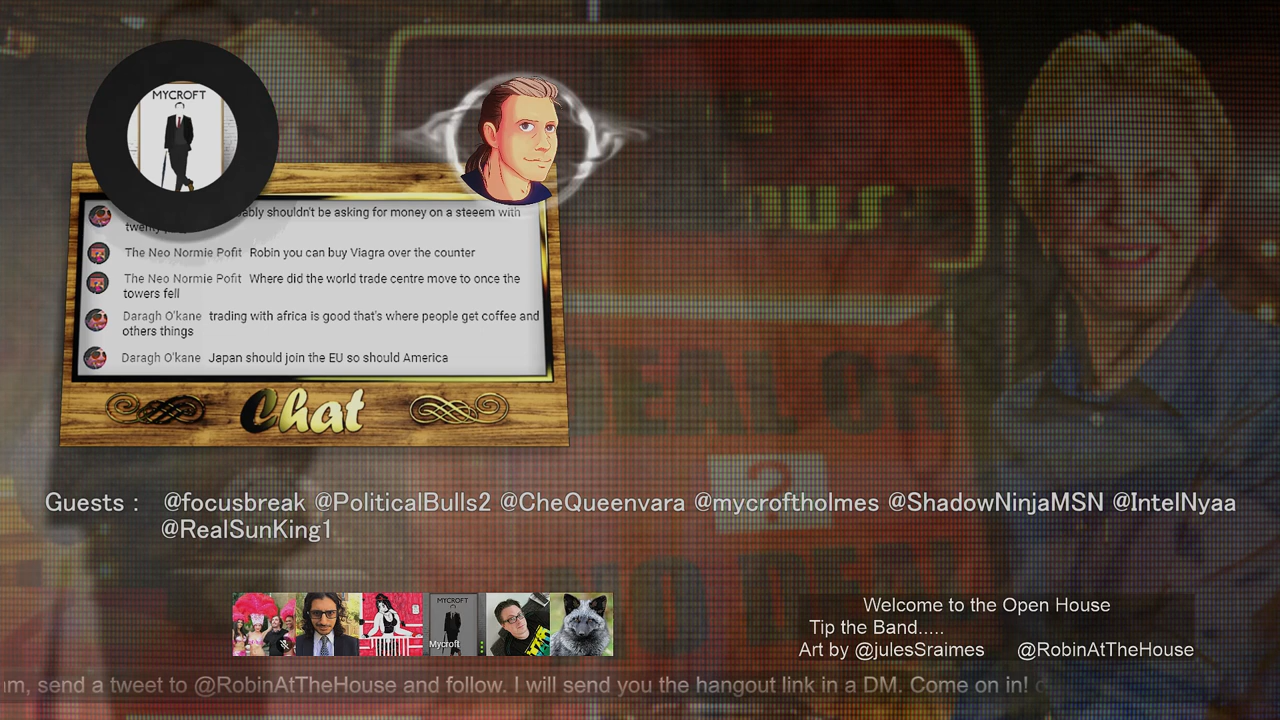 MYCROFT
ably shouldn't be asking for money on a steeem with
The Neo Normie Pofit Robin you can buy Viagra over the counter
The Neo Normie Pofit Where did the world trade centre move to once the
towers fell
Daragh O'kane trading with africa is good that's where people get coffee and
others things
Daragh O'kane Japan should join the EU so should America
Chat
DEAL OR
?
NO DEAL
Guests : @focusbreak @PoliticalBulls2 @CheQueenvara @mycroftholmes @ShadowNinjaMSN @IntelNyaa
@RealSunKing1
MYCROFT
Mycroft
Welcome to the Open House
Tip the Band.....
Art by @julesSraimes @RobinAtTheHouse
am, send a tweet to @RobinAtTheHouse and follow. I will send you the hangout link in a DM. Come on in!